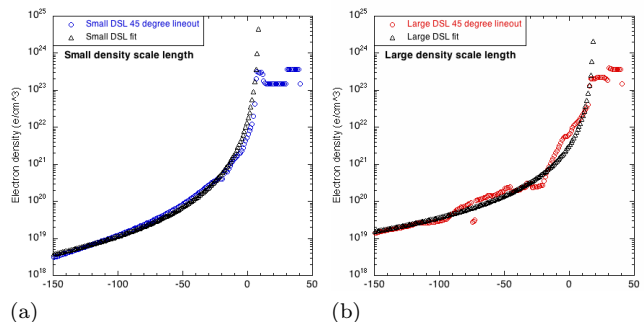 Small DSL 45 degree lineout
Small DSL fit
Small density scale length
Electron density (e/cm^3)
10^25
10^24
10^23
10^22
10^21
10^20
10^19
10^18
-150 -100 -50 0 50
(a)
Large DSL 45 degree lineout
Large DSL fit
Large density scale length
Electron density (e/cm^3)
10^25
10^24
10^23
10^22
10^21
10^20
10^19
10^18
-150 -100 -50 0 50
(b)